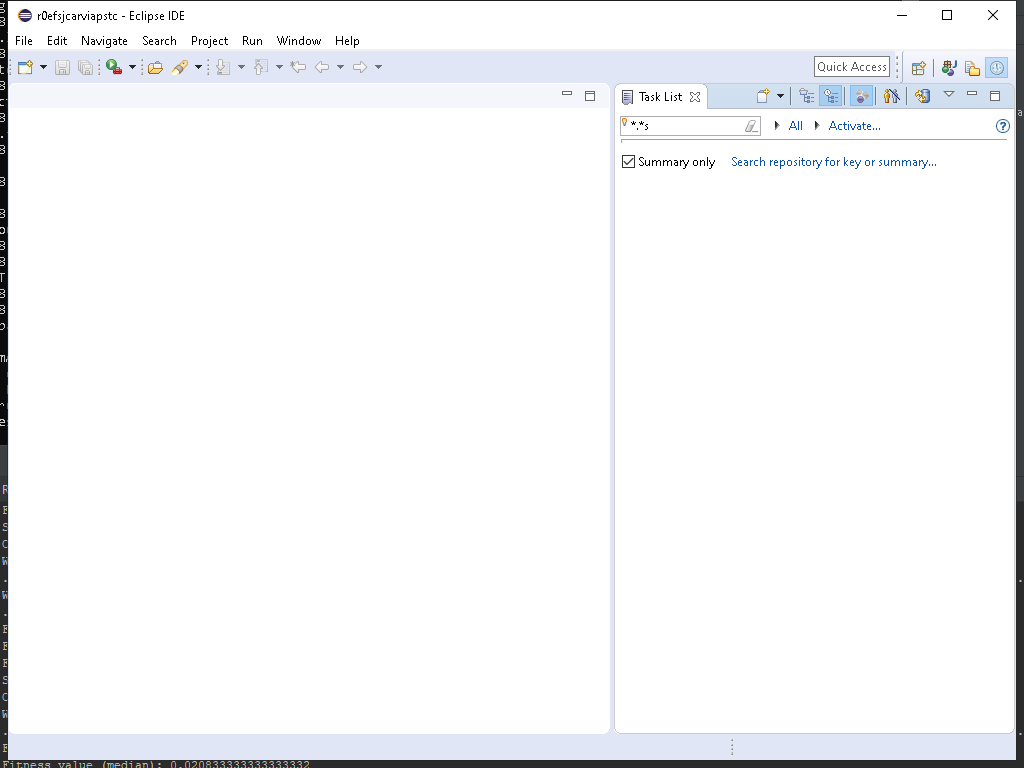 r0efsjcarviapstc - Eclipse IDE
File Edit Navigate Search Project Run Window Help
Quick Access
Task List
*.*s
All Activate...
Summary only Search repository for key or summary...
Fitness value (median): 0.020833333333333332